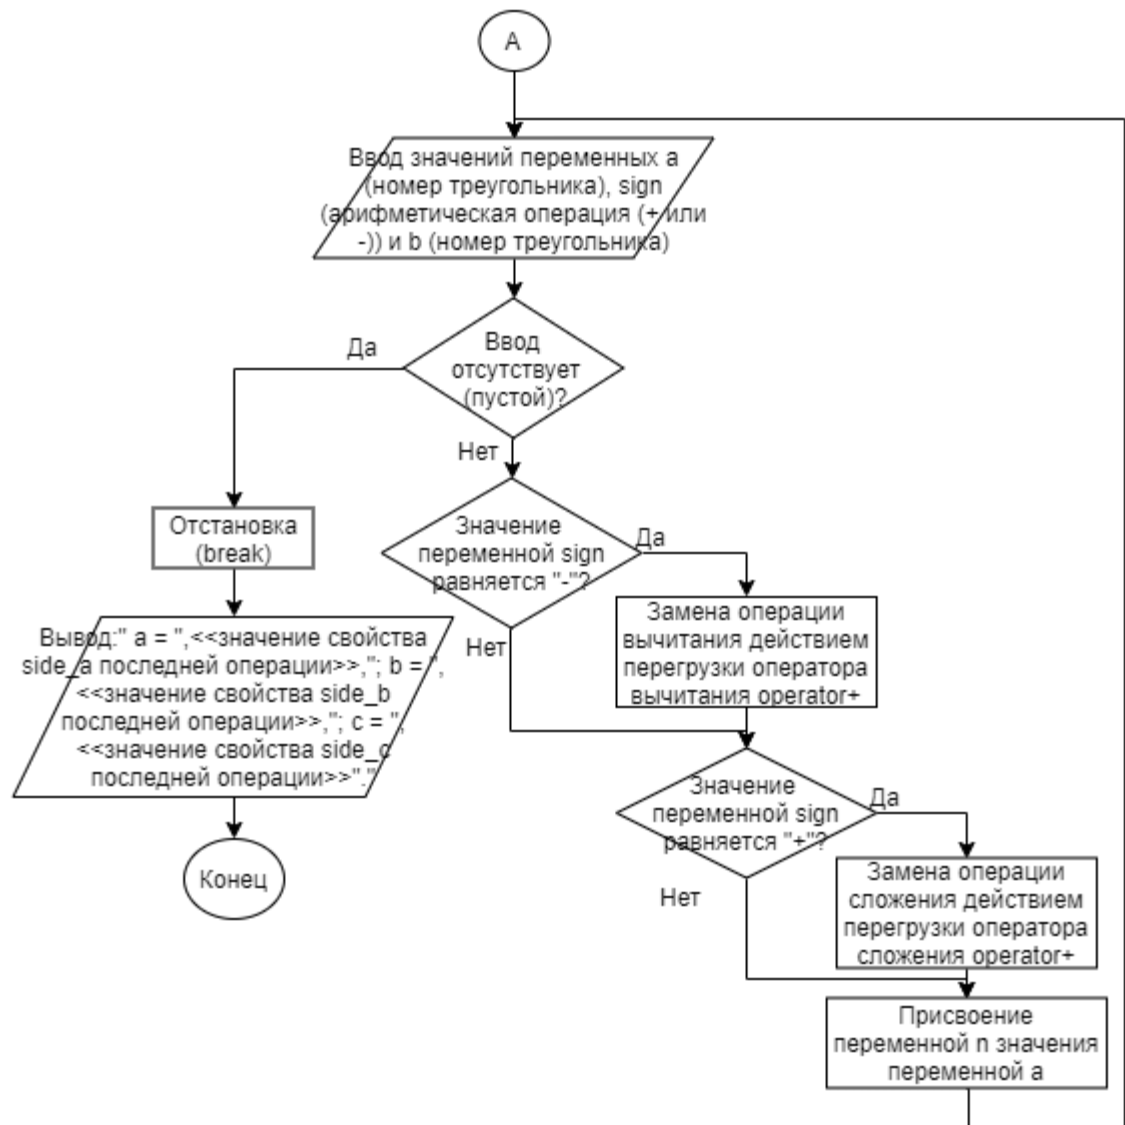 A
Ввод значений переменных a
(номер треугольника), sign
(арифметическая операция (+ или
-)) и b (номер треугольника)
Да
Ввод
отсутствует
(пустой)?
Нет
Отстановка
(break)
Значение
переменной sign
равняется "-"?
Да
Нет
Замена операции
вычитания действием
перегрузки оператора
вычитания operator+
Вывод:" a = ",<<значение свойства
side_a последней операции>>,"; b = ",
<<значение свойства side_b
последней операции>>,"; c = ",
<<значение свойства side_c
последней операции>>"."
Конец
Значение
переменной sign
равняется "+"?
Да
Нет
Замена операции
сложения действием
перегрузки оператора
сложения operator+
Присвоение
переменной n значения
переменной a